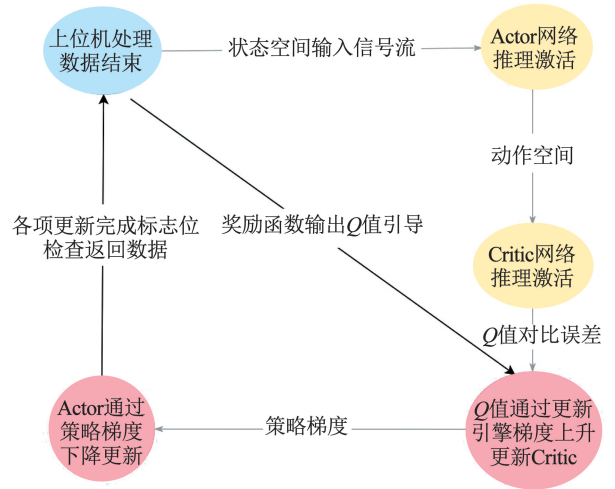 上位机处理
数据结束
状态空间输入信号流
Actor网络
推理激活
动作空间
各项更新完成标志位
检查返回数据
奖励函数输出Q值引导
Critic网络
推理激活
Q值对比误差
Actor通过
策略梯度
下降更新
策略梯度
Q值通过更新
引擎梯度上升
更新Critic